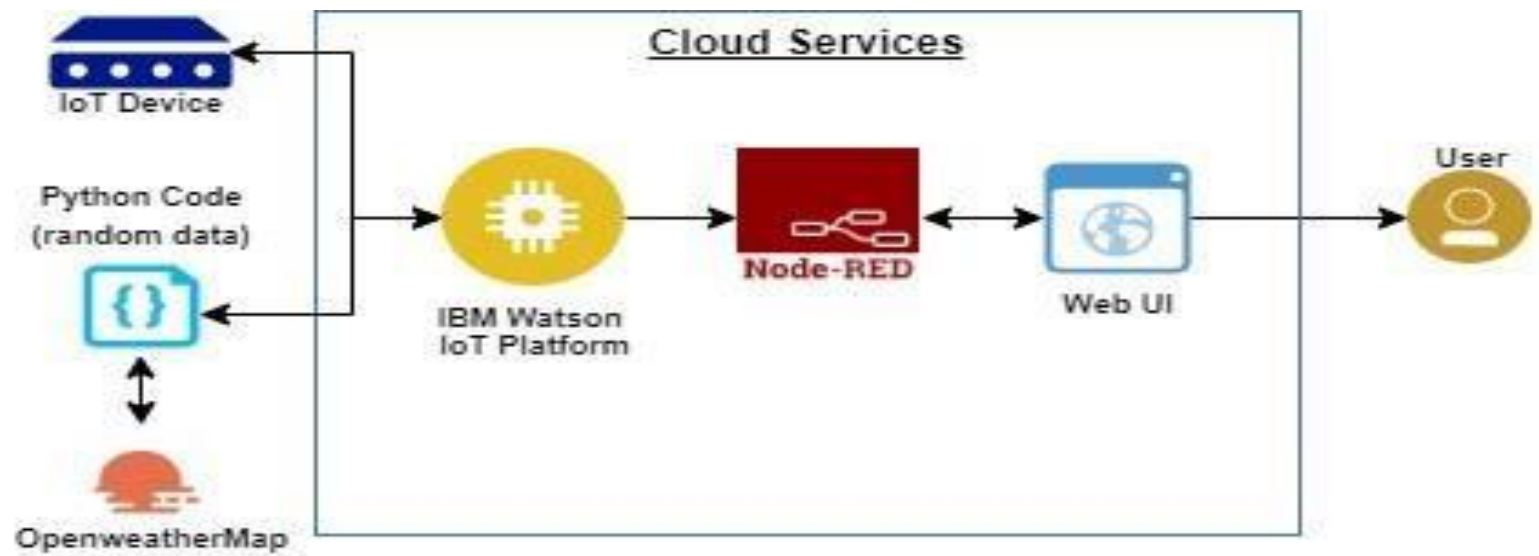 Cloud Services
IoT Device
Python Code
(random data)
{ }
OpenweatherMap
IBM Watson
IoT Platform
Node-RED
Web UI
User